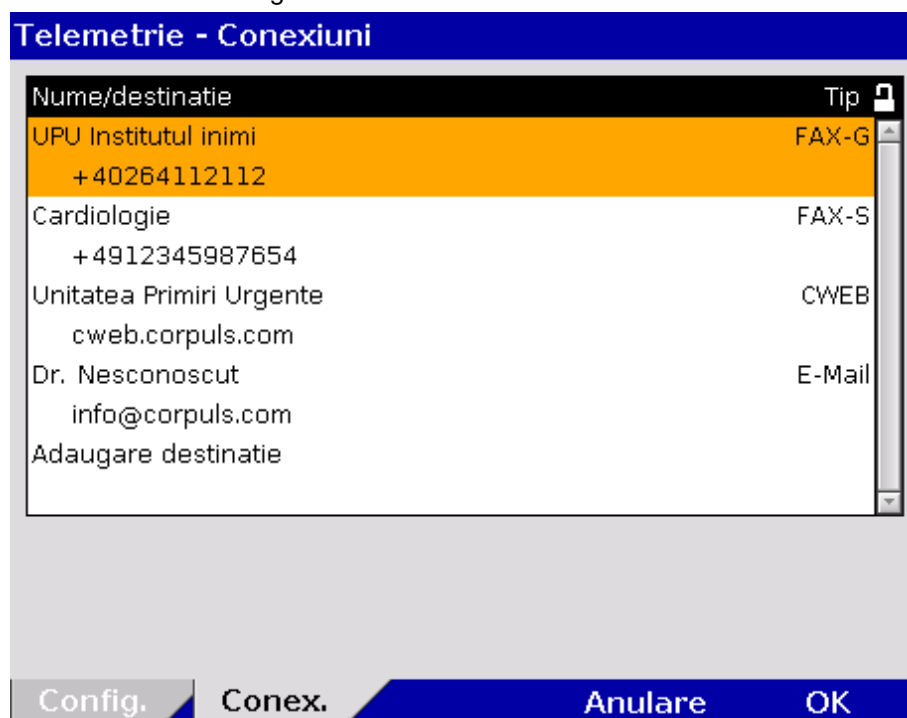 Telemetrie - Conexiuni
Nume/destinatie Tip
UPU Institutul inimi FAX-G
+40264112112
Cardiologie FAX-S
+4912345987654
Unitatea Primiri Urgente CWEB
cweb.corpuls.com
Dr. Nesconoscut E-Mail
info@corpuls.com
Adaugare destinatie
Config. Conex. Anulare OK